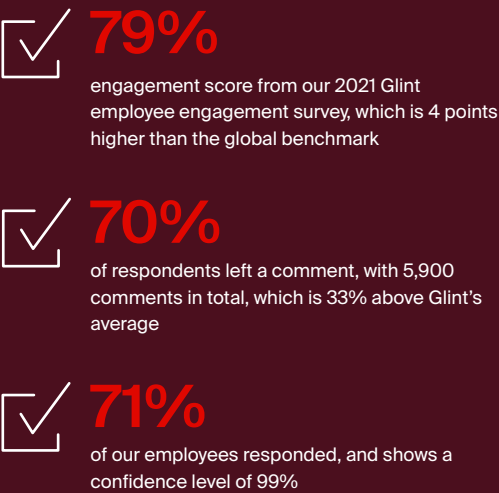 79%
engagement score from our 2021 Glint
employee engagement survey, which is 4 points
higher than the global benchmark
70%
of respondents left a comment, with 5,900
comments in total, which is 33% above Glint’s
average
71%
of our employees responded, and shows a
confidence level of 99%